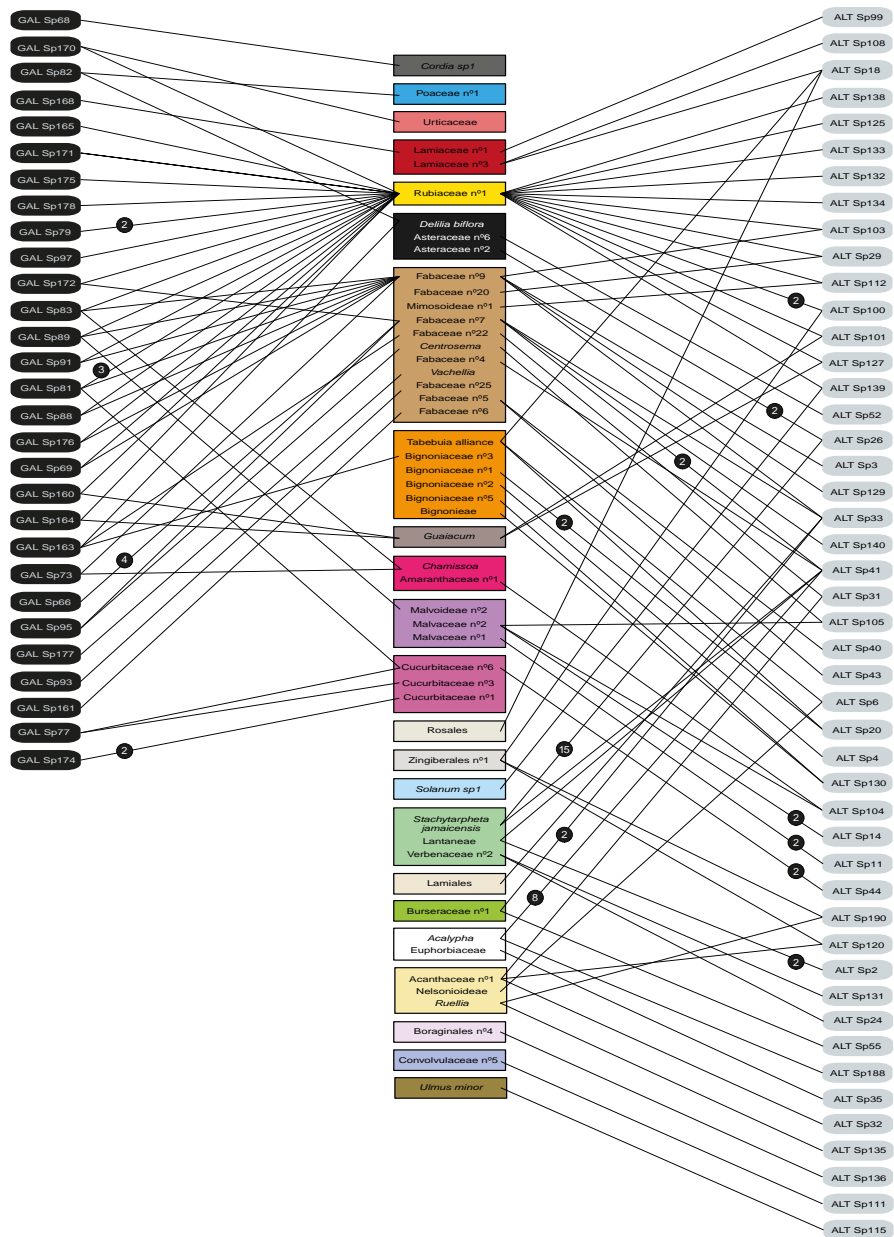 GAL Sp68
GAL Sp170
GAL Sp82
GAL Sp168
GAL Sp165
GAL Sp171
GAL Sp175
GAL Sp178
GAL Sp79
GAL Sp97
GAL Sp172
GAL Sp83
GAL Sp89
GAL Sp91
GAL Sp81
GAL Sp88
GAL Sp176
GAL Sp69
GAL Sp160
GAL Sp164
GAL Sp163
GAL Sp73
GAL Sp66
GAL Sp95
GAL Sp177
GAL Sp93
GAL Sp161
GAL Sp77
GAL Sp174
2
3
4
2
Cordia sp1
Poaceae nº1
Urticaceae
Lamiaceae nº1
Lamiaceae nº3
Rubiaceae nº1
Delilia biflora
Asteraceae nº6
Asteraceae nº2
Fabaceae nº9
Fabaceae nº20
Mimosoideae nº1
Fabaceae nº7
Fabaceae nº22
Centrosema
Fabaceae nº4
Vachellia
Fabaceae nº25
Fabaceae nº5
Fabaceae nº6
Tabebuia alliance
Bignoniaceae nº3
Bignoniaceae nº1
Bignoniaceae nº2
Bignoniaceae nº5
Bignonieae
Guaiacum
Chamissoa
Amaranthaceae nº1
Malvoideae nº2
Malvaceae nº2
Malvaceae nº1
Cucurbitaceae nº6
Cucurbitaceae nº3
Cucurbitaceae nº1
Rosales
Zingiberales nº1
Solanum sp1
Stachytarpheta
jamaicensis
Lantaneae
Verbenaceae nº2
Lamiales
Burseraceae nº1
Acalypha
Euphorbiaceae
Acanthaceae nº1
Nelsonioideae
Ruellia
Boraginales nº4
Convolvulaceae nº5
Ulmus minor
2
2
2
2
15
2
2
2
2
8
2
ALT Sp99
ALT Sp108
ALT Sp18
ALT Sp138
ALT Sp125
ALT Sp133
ALT Sp132
ALT Sp134
ALT Sp103
ALT Sp29
ALT Sp112
ALT Sp100
ALT Sp101
ALT Sp127
ALT Sp139
ALT Sp52
ALT Sp26
ALT Sp3
ALT Sp129
ALT Sp33
ALT Sp140
ALT Sp41
ALT Sp31
ALT Sp105
ALT Sp40
ALT Sp43
ALT Sp6
ALT Sp20
ALT Sp4
ALT Sp130
ALT Sp104
ALT Sp14
ALT Sp11
ALT Sp44
ALT Sp190
ALT Sp120
ALT Sp2
ALT Sp131
ALT Sp24
ALT Sp55
ALT Sp188
ALT Sp35
ALT Sp32
ALT Sp135
ALT Sp136
ALT Sp111
ALT Sp115